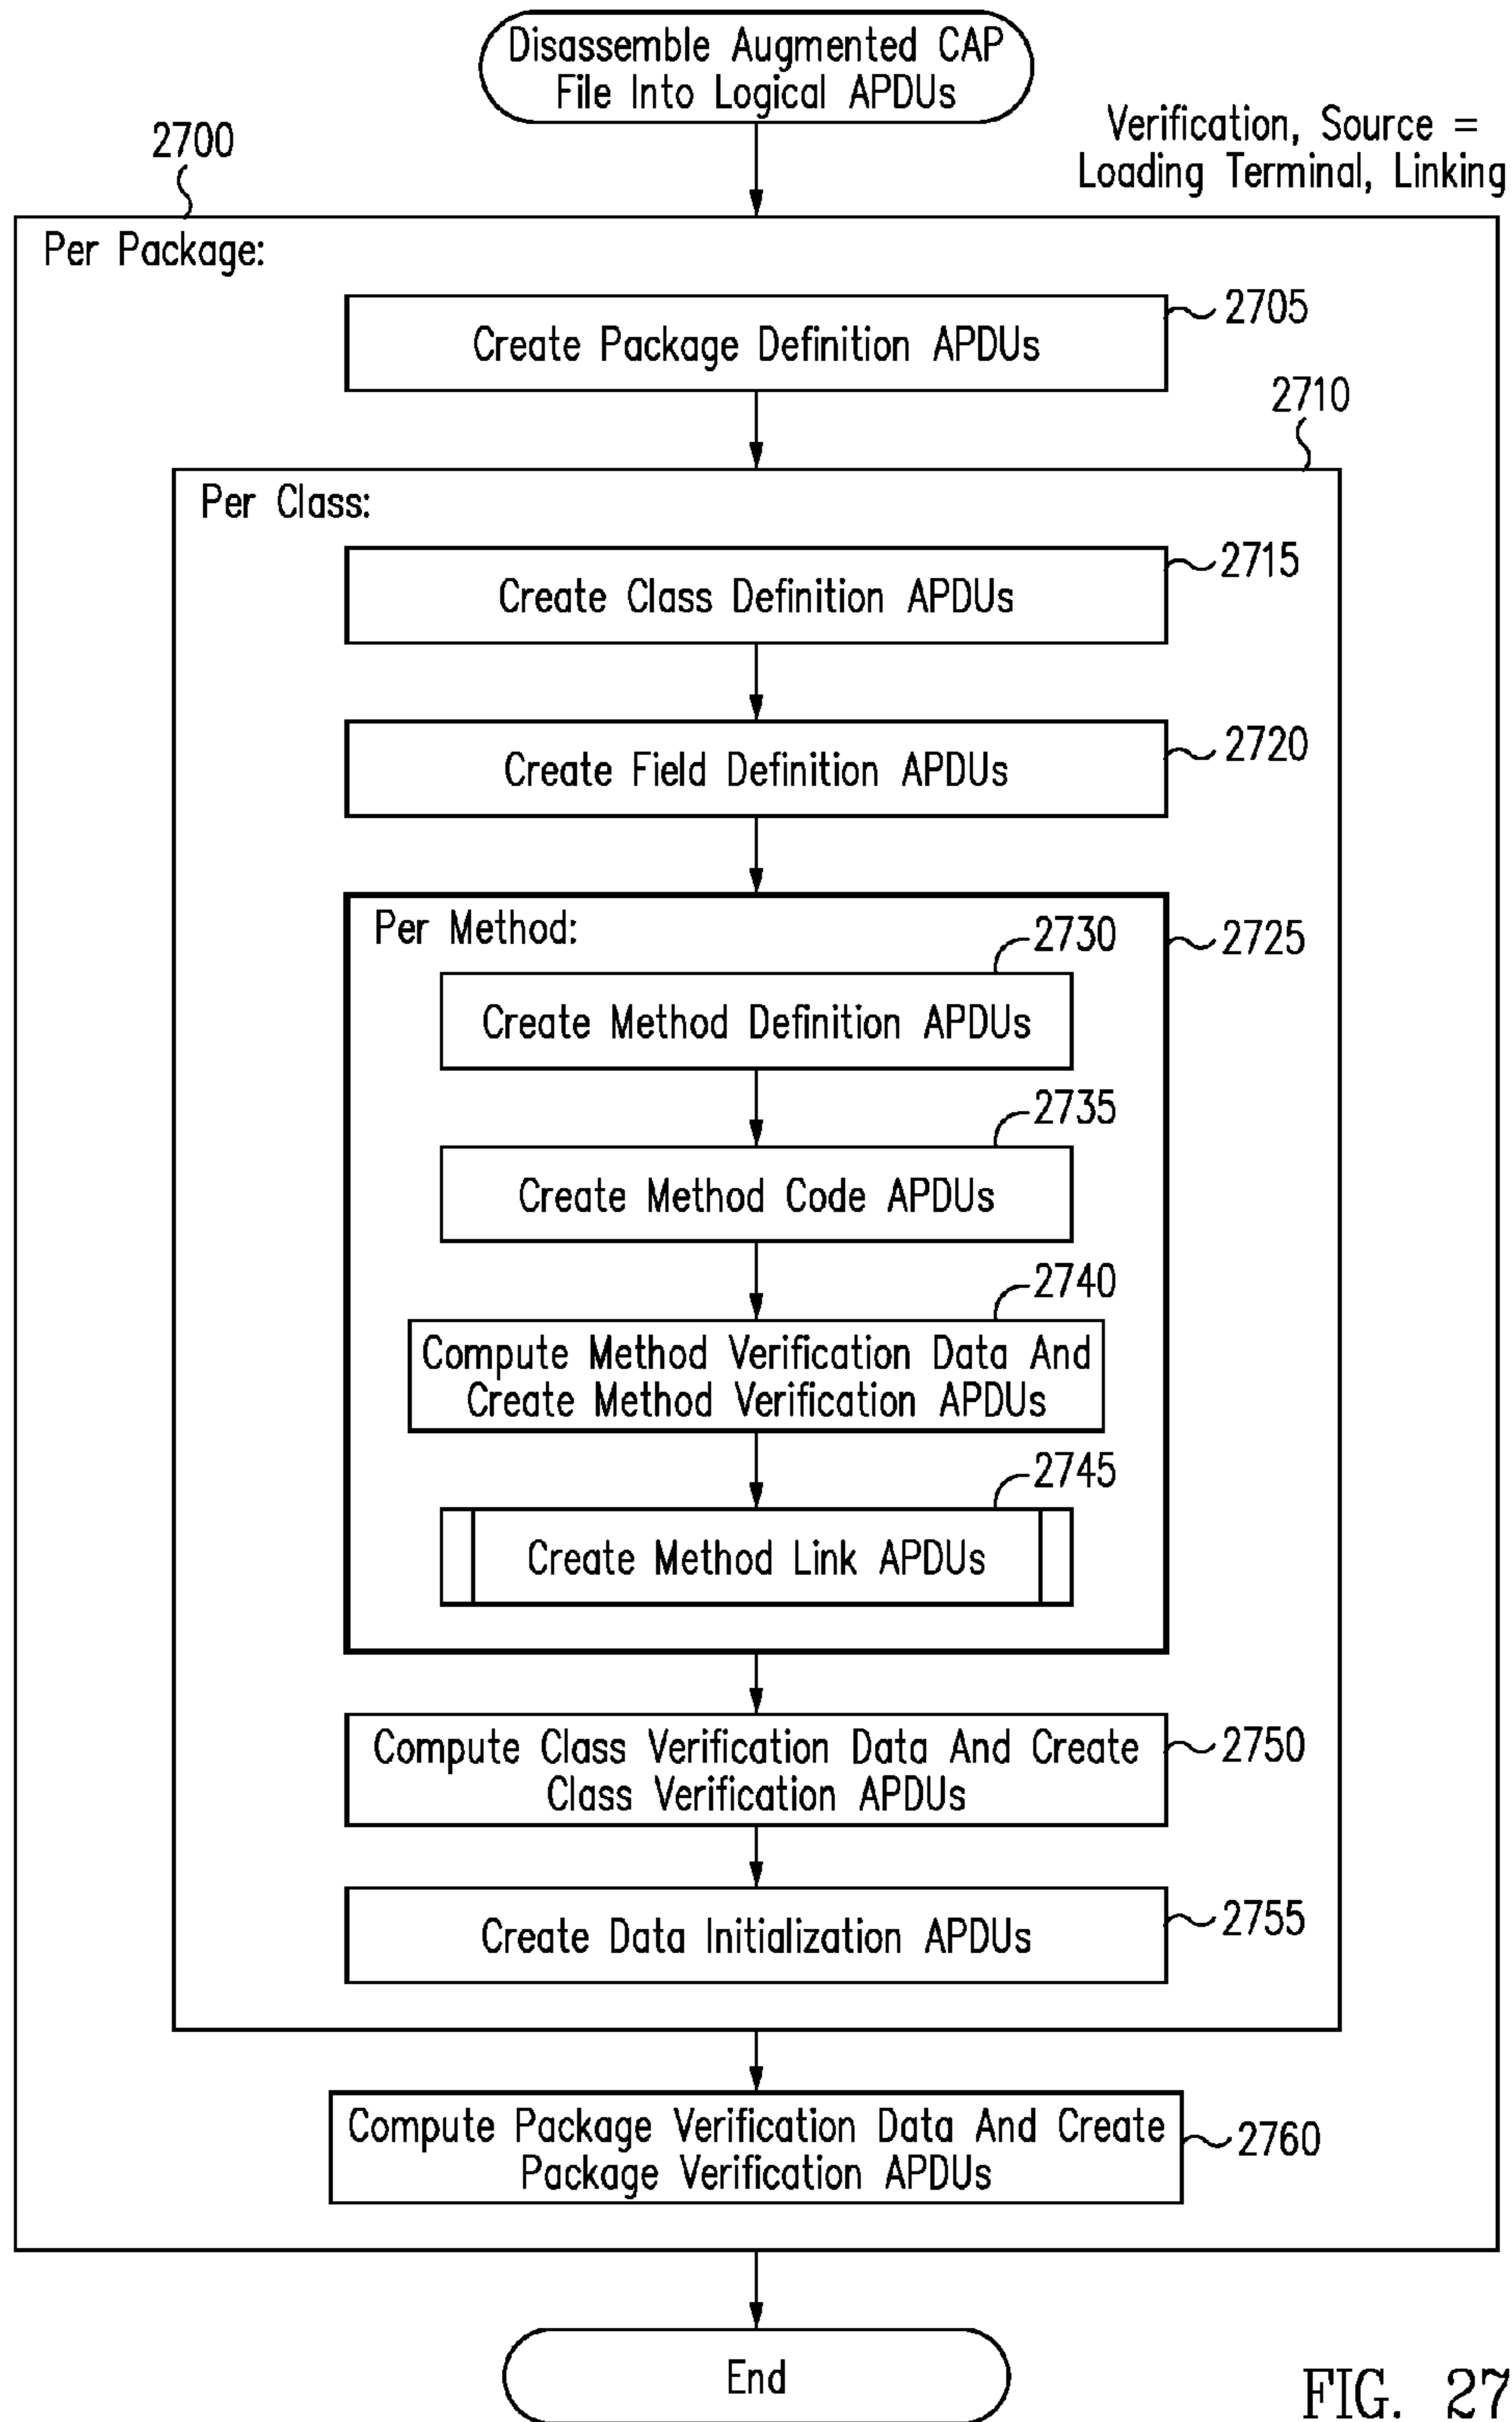 Disassemble Augmented CAP
File Into Logical APDUs
Verification, Source =
Loading Terminal, Linking
2700
Per Package:
2705
Create Package Definition APDUs
2710
Per Class:
2715
Create Class Definition APDUs
2720
Create Field Definition APDUs
Per Method:
2725
2730
Create Method Definition APDUs
2735
Create Method Code APDUs
2740
Compute Method Verification Data And
Create Method Verification APDUs
2745
Create Method Link APDUs
Compute Class Verification Data And Create
Class Verification APDUs
2750
Create Data Initialization APDUs
2755
Compute Package Verification Data And Create
Package Verification APDUs
2760
End
FIG. 27